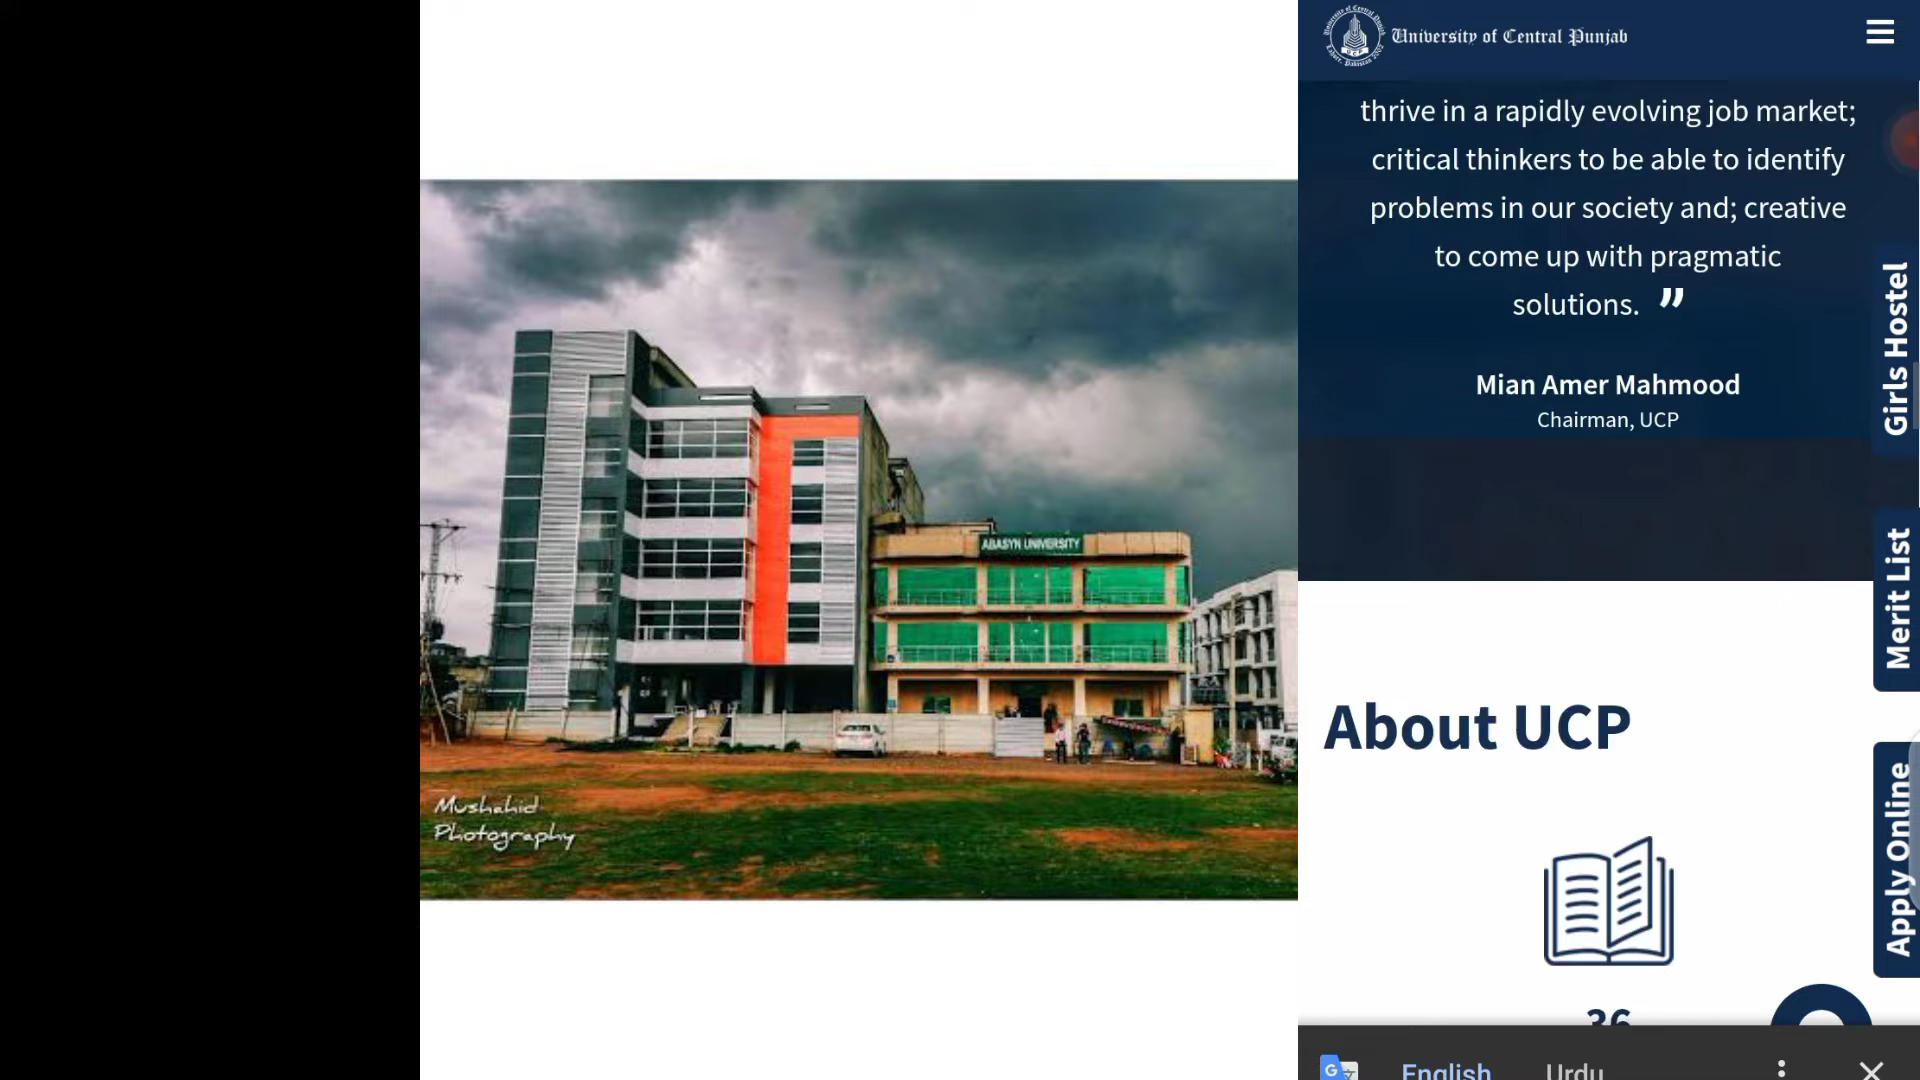 ABASYN UNIVERSITY
Mushahid
Photography
University of Central Punjab
thrive in a rapidly evolving job market;
critical thinkers to be able to identify
problems in our society and; creative
to come up with pragmatic
solutions. ”
Mian Amer Mahmood
Chairman, UCP
Girls Hostel
Merit List
Apply Online
About UCP
36
English Urdu